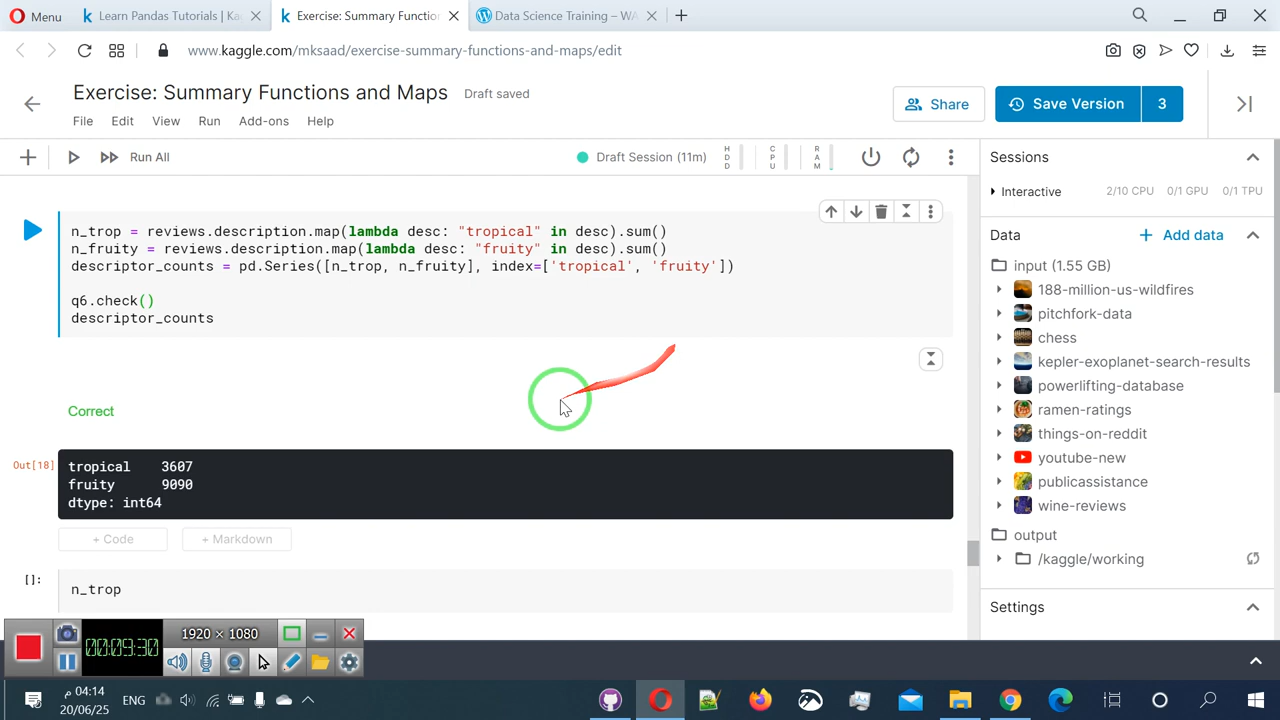 Menu
Learn Pandas Tutorials | Ka
Exercise: Summary Functio
Data Science Training – WA
www.kaggle.com/mksaad/exercise-summary-functions-and-maps/edit
Exercise: Summary Functions and Maps
Draft saved
File Edit View Run Add-ons Help
Share
Save Version
3
Run All
Draft Session (11m)
HDD
CPU
RAM
n_trop = reviews.description.map(lambda desc: "tropical" in desc).sum()
n_fruity = reviews.description.map(lambda desc: "fruity" in desc).sum()
descriptor_counts = pd.Series([n_trop, n_fruity], index=['tropical', 'fruity'])
q6.check()
descriptor_counts
Correct
Out[18]
tropical 3607
fruity 9090
dtype: int64
+ Code
+ Markdown
[]:
n_trop
Sessions
Interactive
2/10 CPU 0/1 GPU 0/1 TPU
Data
+ Add data
input (1.55 GB)
188-million-us-wildfires
pitchfork-data
chess
kepler-exoplanet-search-results
powerlifting-database
ramen-ratings
things-on-reddit
youtube-new
publicassistance
wine-reviews
output
/kaggle/working
Settings
00:09:30
1920 × 1080
04:14 م
20/06/25
ENG